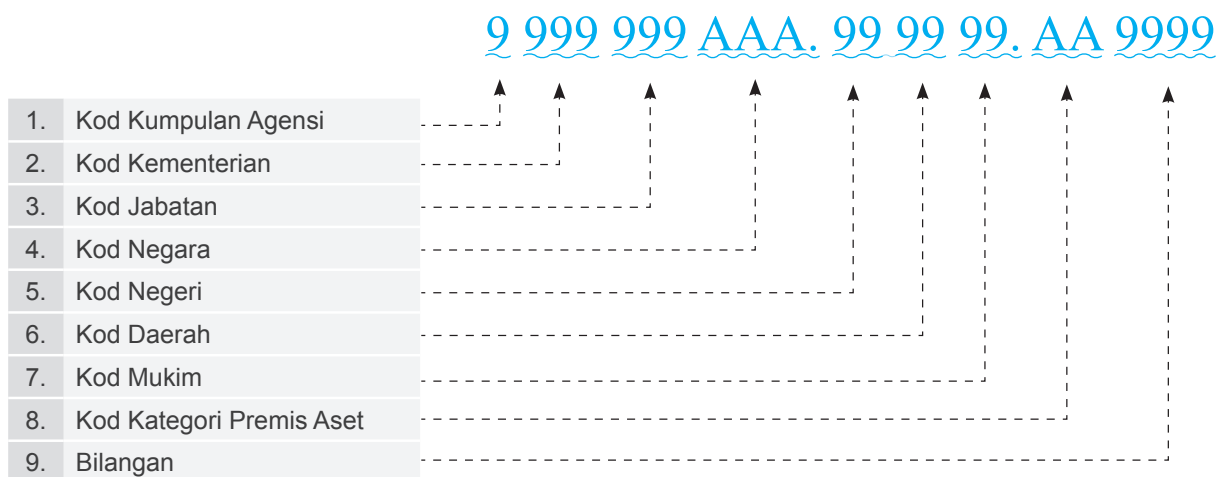 9 999 999 AAA. 99 99 99. AA 9999
1. Kod Kumpulan Agensi
2. Kod Kementerian
3. Kod Jabatan
4. Kod Negara
5. Kod Negeri
6. Kod Daerah
7. Kod Mukim
8. Kod Kategori Premis Aset
9. Bilangan